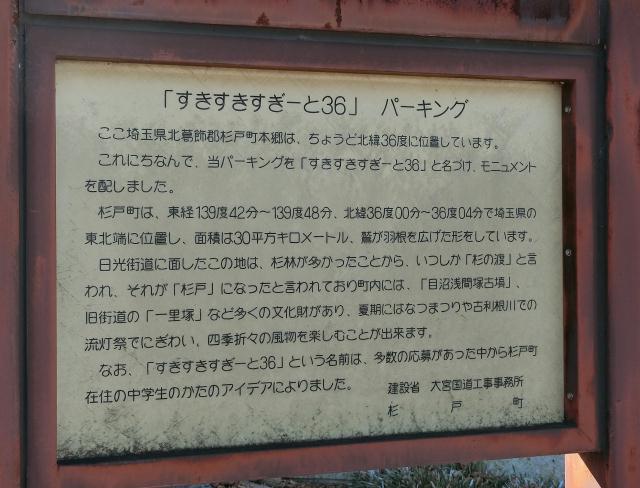 「すきすきすぎーと36」 パーキング
ここ埼玉県北葛飾郡杉戸町本郷は、ちょうど北緯36度に位置しています。
これにちなんで、当パーキングを「すきすきすぎーと36」と名づけ、モニュメント
を配しました。
杉戸町は、東経139度42分～139度48分、北緯36度00分～36度04分で埼玉県の
東北端に位置し、面積は30平方キロメートル、鷲が羽根を広げた形をしています。
日光街道に面したこの地は、杉林が多かったことから、いつしか「杉の渡」と言
われ、それが「杉戸」になったと言われており町内には、「目沼浅間塚古墳」、
旧街道の「一里塚」など多くの文化財があり、夏期にはなつまつりや古利根川での
流灯祭でにぎわい、四季折々の風物を楽しむことが出来ます。
なお、「すきすきすぎーと36」という名前は、多数の応募があった中から杉戸町
在住の中学生のかたのアイデアによりました。
建設省 大宮国道工事事務所
杉戸町